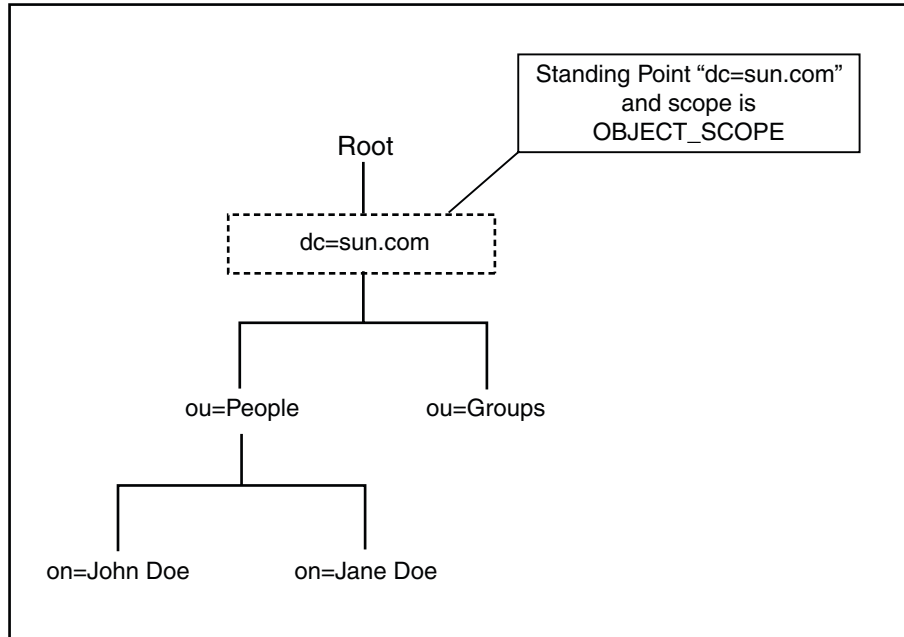 Standing Point “dc=sun.com”
and scope is
OBJECT_SCOPE
Root
dc=sun.com
ou=People
ou=Groups
on=John Doe
on=Jane Doe